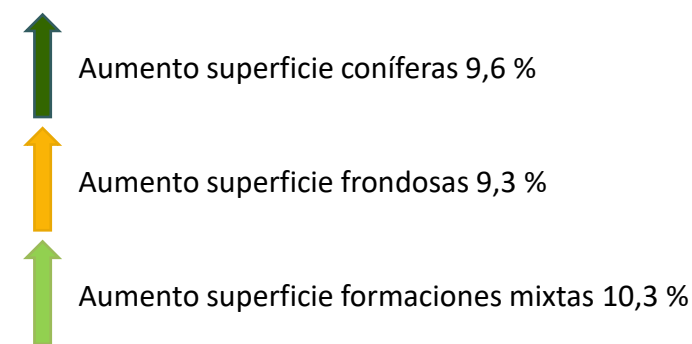 Aumento superficie coníferas 9,6 %
Aumento superficie frondosas 9,3 %
Aumento superficie formaciones mixtas 10,3 %